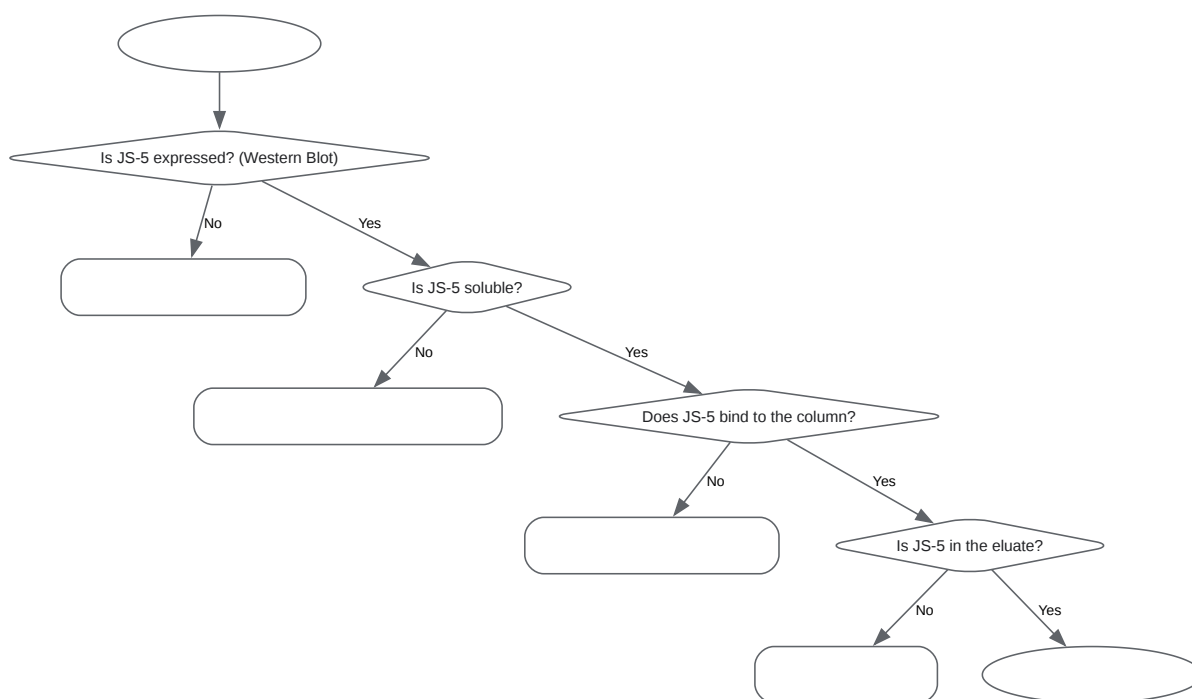 Is JS-5 expressed? (Western Blot)
No
Yes
Is JS-5 soluble?
No
Yes
Does JS-5 bind to the column?
No
Yes
Is JS-5 in the eluate?
No
Yes